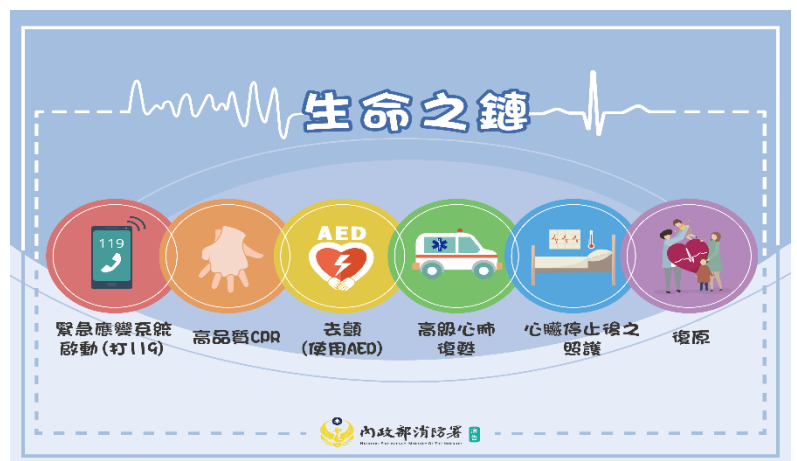 生命之鏈
119
AED
緊急應變系統
啟動(打119)
高品質CPR
去顫
(使用AED)
高級心肺
復甦
心臟停止後之
照護
復原
內政部消防署
廣告